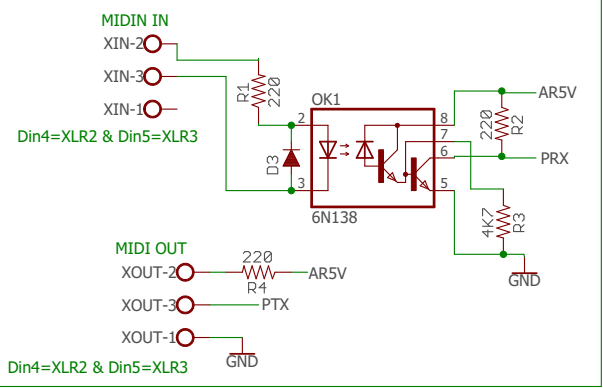 MIDIN IN
XIN-2
XIN-3
XIN-1
Din4=XLR2 & Din5=XLR3
R1
220
D3
OK1
2
3
8
7
6
5
6N138
AR5V
220
R2
PRX
4K7
R3
GND
MIDI OUT
XOUT-2
220
R4
AR5V
XOUT-3
PTX
XOUT-1
GND
Din4=XLR2 & Din5=XLR3